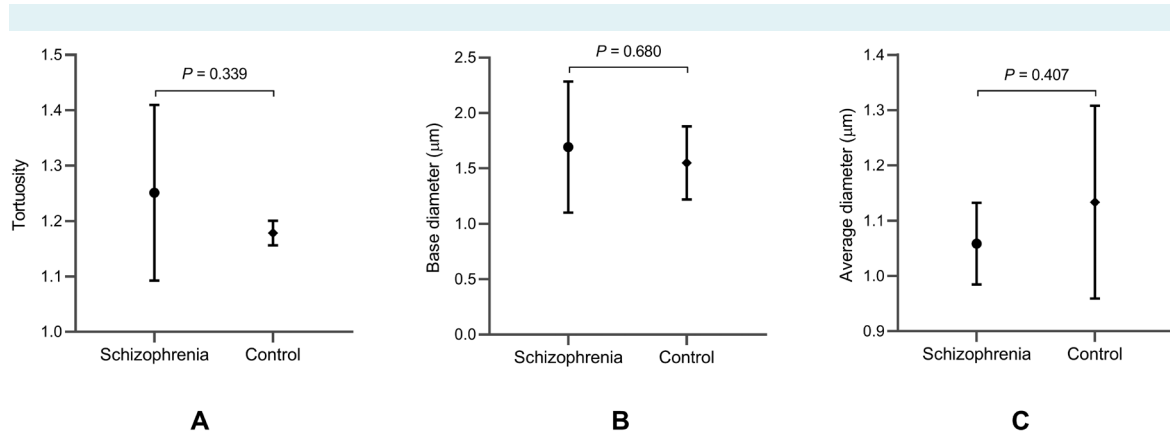 Tortuosity
1.5
1.4
1.3
1.2
1.1
1.0
P = 0.339
Schizophrenia Control
A
Base diameter (μm)
2.5
2.0
1.5
1.0
0.5
0.0
P = 0.680
Schizophrenia Control
B
Average diameter (μm)
1.4
1.3
1.2
1.1
1.0
0.9
P = 0.407
Schizophrenia Control
C